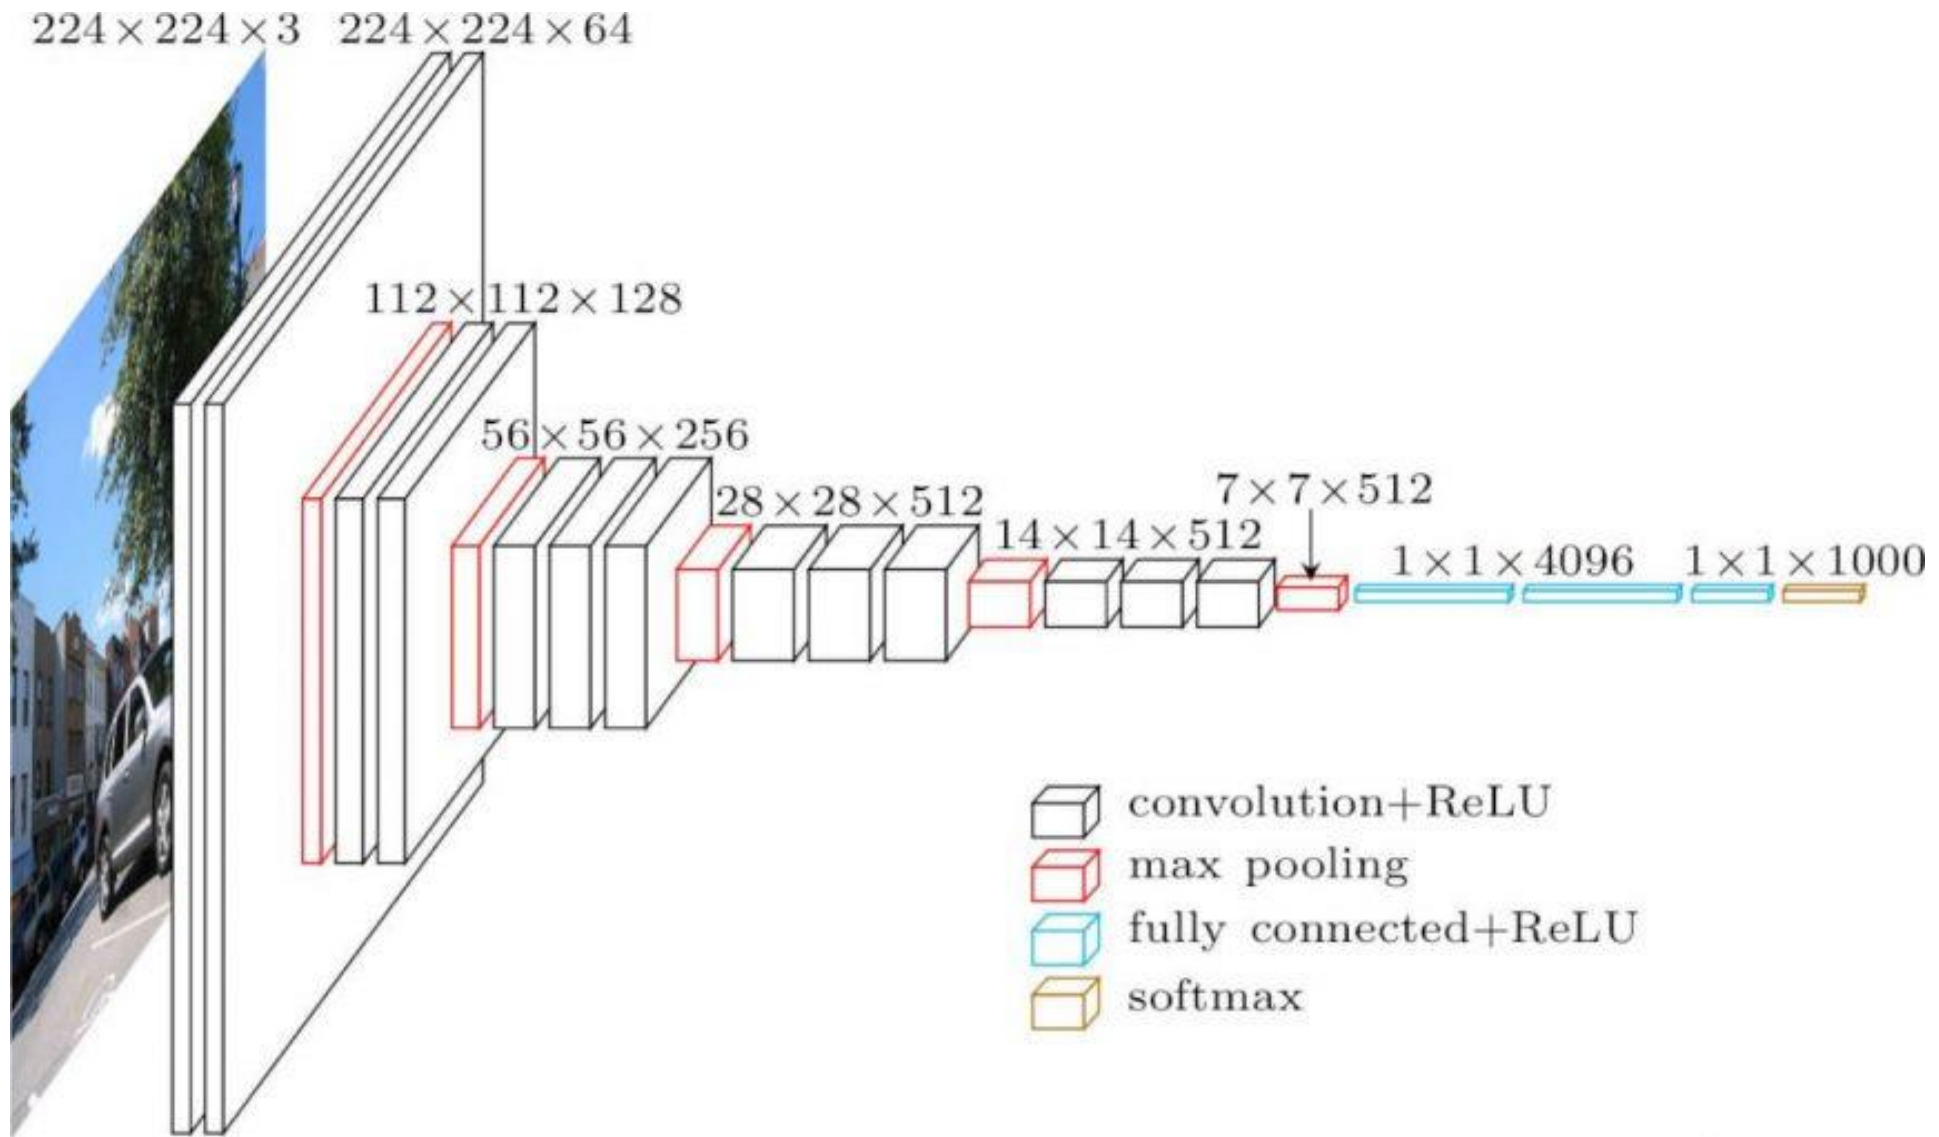 224×224×3
224×224×64
112×112×128
56×56×256
28×28×512
14×14×512
7×7×512
1×1×4096
1×1×1000
convolution+ReLU
max pooling
fully connected+ReLU
softmax